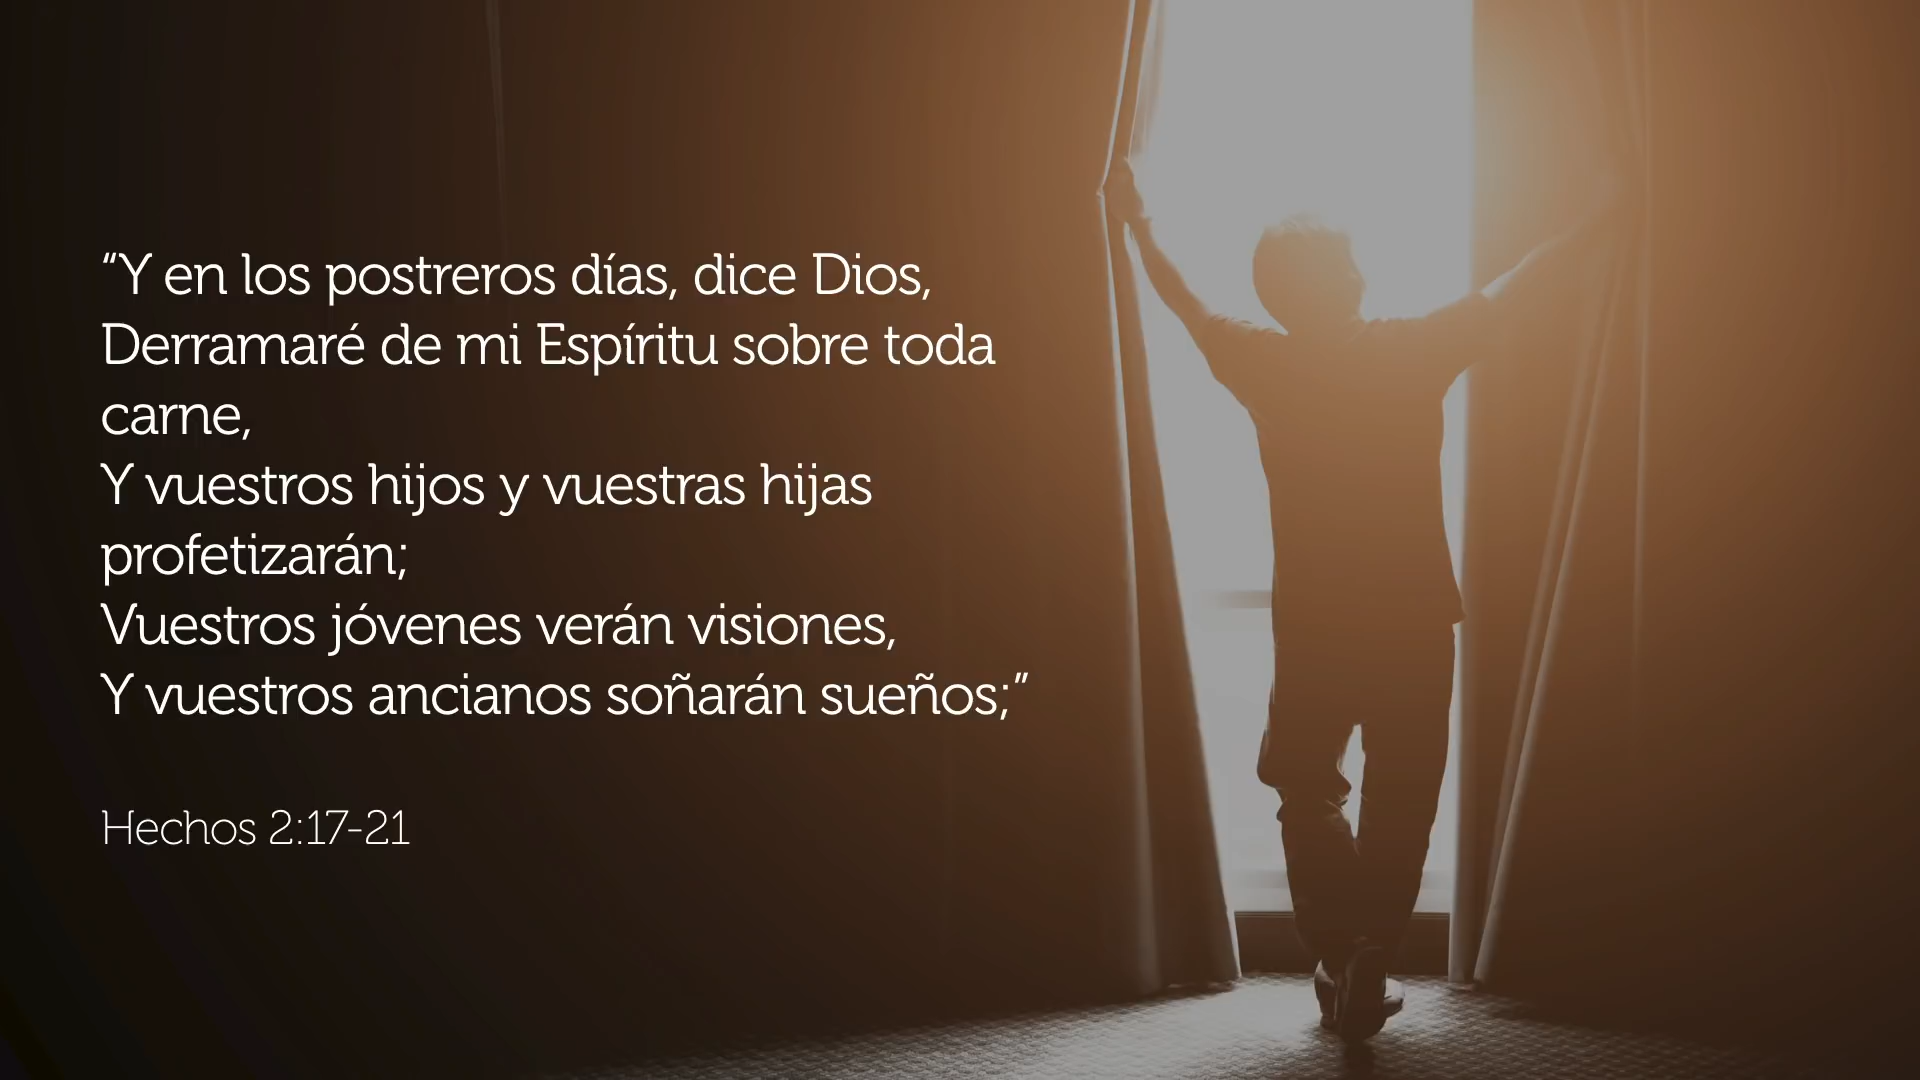 “Y en los postreros días, dice Dios,
Derramaré de mi Espíritu sobre toda
carne,
Y vuestros hijos y vuestras hijas
profetizarán;
Vuestros jóvenes verán visiones,
Y vuestros ancianos soñarán sueños;”
Hechos 2:17-21